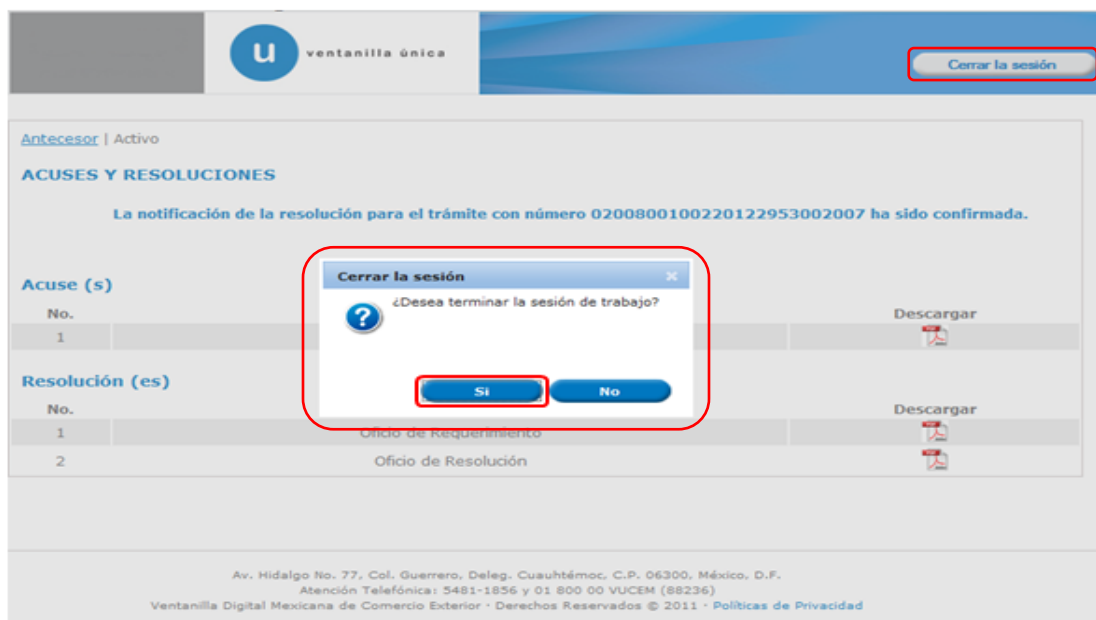 u ventanilla única
Cerrar la sesión
Antecesor | Activo
ACUSES Y RESOLUCIONES
La notificación de la resolución para el trámite con número 0200800100220122953002007 ha sido confirmada.
Cerrar la sesión
¿Desea terminar la sesión de trabajo?
Si No
Acuse (s)
No. Descargar
1
Resolución (es)
No. Descargar
1 Oficio de Requerimiento
2 Oficio de Resolución
Av. Hidalgo No. 77, Col. Guerrero, Deleg. Cuauhtémoc, C.P. 06300, México, D.F.
Atención Telefónica: 5481-1856 y 01 800 00 VUCEM (88236)
Ventanilla Digital Mexicana de Comercio Exterior · Derechos Reservados © 2011 · Políticas de Privacidad